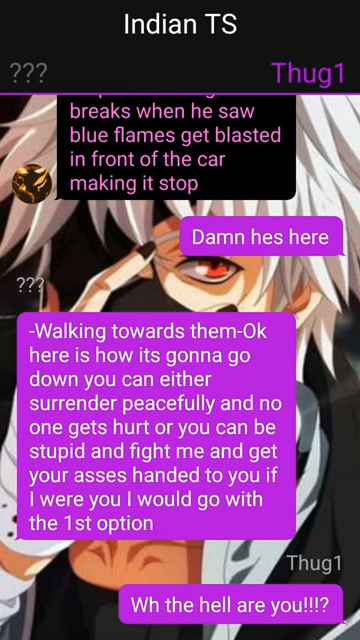 Indian TS
???
Thug1
breaks when he saw
blue flames get blasted
in front of the car
making it stop
Damn hes here
???
-Walking towards them-Ok
here is how its gonna go
down you can either
surrender peacefully and no
one gets hurt or you can be
stupid and fight me and get
your asses handed to you if
I were you I would go with
the 1st option
Thug1
Wh the hell are you!!!?